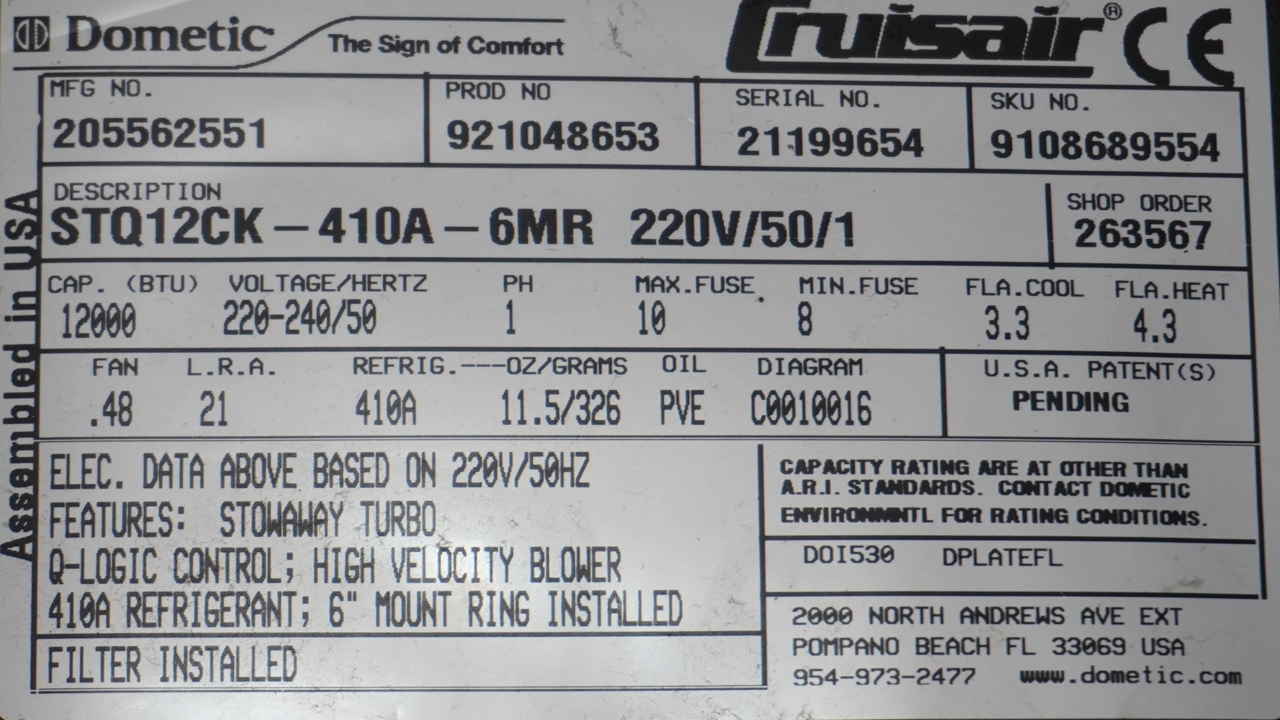 Dometic The Sign of Comfort Cruisair® CE
Assembled in USA
MFG NO. PROD NO SERIAL NO. SKU NO.
205562551 921048653 21199654 9108689554
DESCRIPTION SHOP ORDER
STQ12CK-410A-6MR 220V/50/1 263567
CAP. (BTU) VOLTAGE/HERTZ PH MAX.FUSE MIN.FUSE FLA.COOL FLA.HEAT
12000 220-240/50 1 10 8 3.3 4.3
FAN L.R.A. REFRIG.---OZ/GRAMS OIL DIAGRAM U.S.A. PATENT(S)
.48 21 410A 11.5/326 PVE C0010016 PENDING
ELEC. DATA ABOVE BASED ON 220V/50HZ
FEATURES: STOWAWAY TURBO
Q-LOGIC CONTROL; HIGH VELOCITY BLOWER
410A REFRIGERANT; 6" MOUNT RING INSTALLED
FILTER INSTALLED
CAPACITY RATING ARE AT OTHER THAN
A.R.I. STANDARDS. CONTACT DOMETIC
ENVIRONMNTL FOR RATING CONDITIONS.
DOI530 DPLATEFL
2000 NORTH ANDREWS AVE EXT
POMPANO BEACH FL 33069 USA
954-973-2477 www.dometic.com